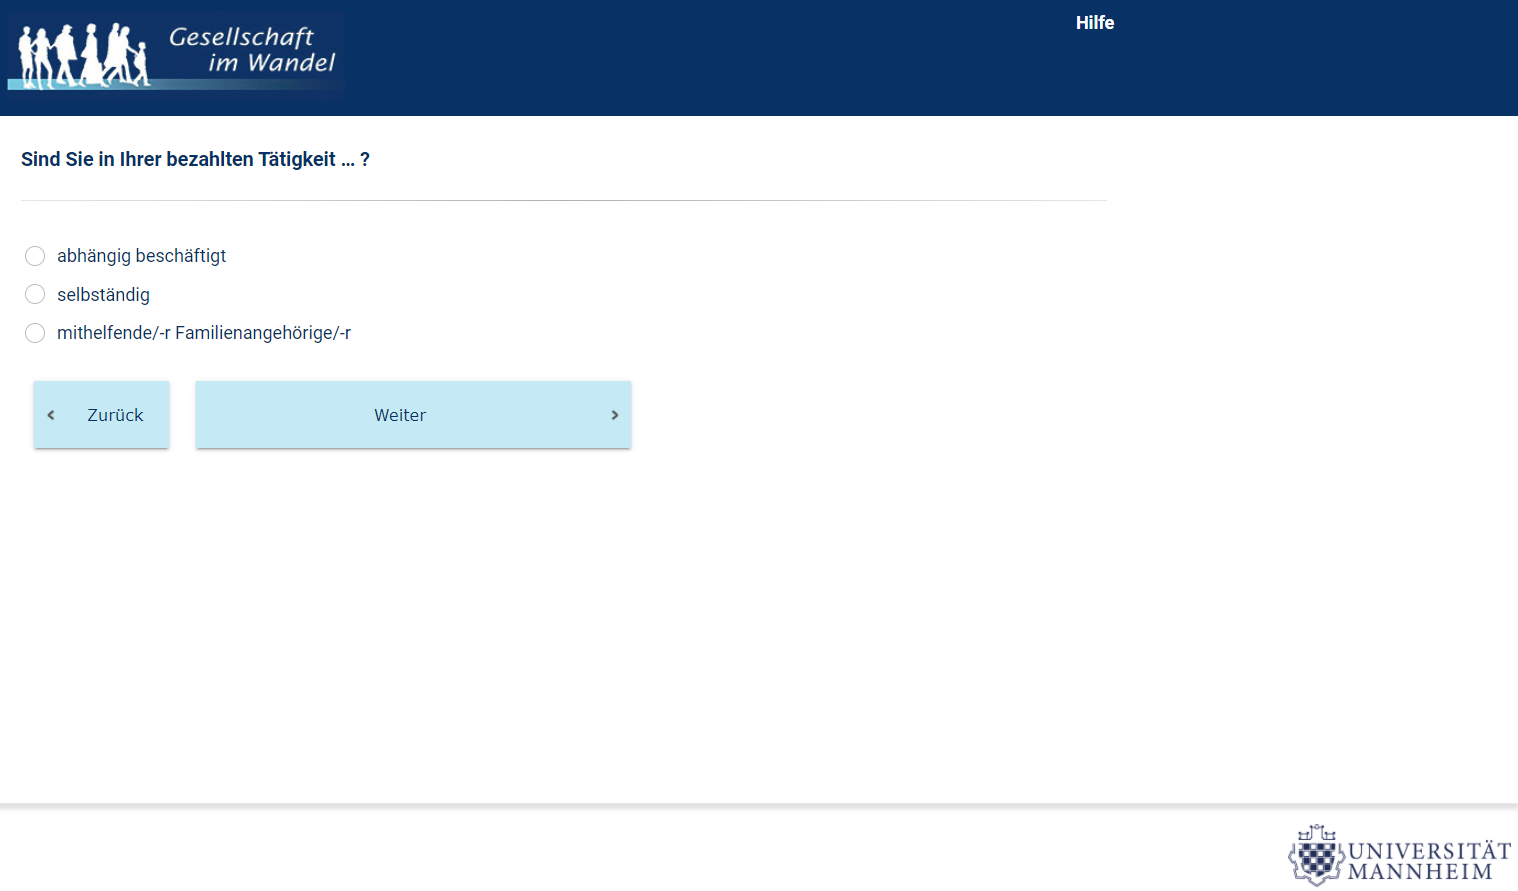 Gesellschaft
im Wandel
Hilfe
Sind Sie in Ihrer bezahlten Tätigkeit ... ?
abhängig beschäftigt
selbständig
mithelfende/-r Familienangehörige/-r
Zurück
Weiter
UNIVERSITÄT
MANNHEIM